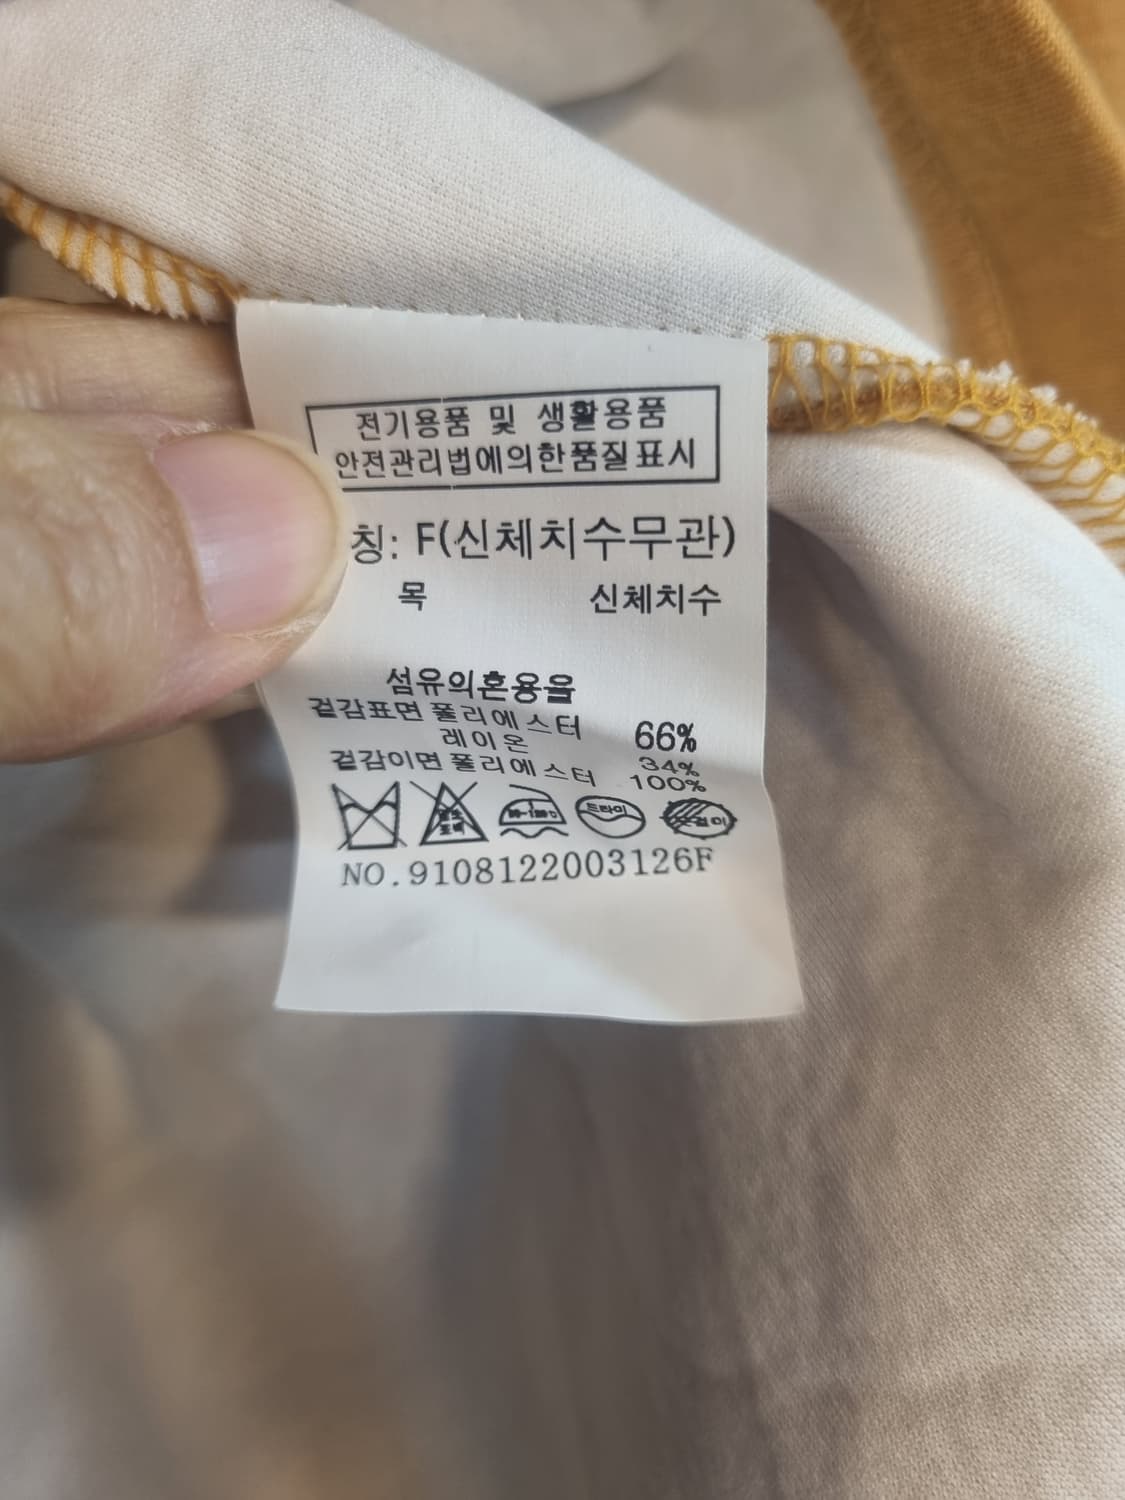 전기용품 및 생활용품
안전관리법에의한품질표시
칭: F(신체치수무관)
목 신체치수
섬유의혼용율
겉감표면 폴리에스터 66%
레이온 34%
겉감이면 폴리에스터 100%
드라이
NO.9108122003126F